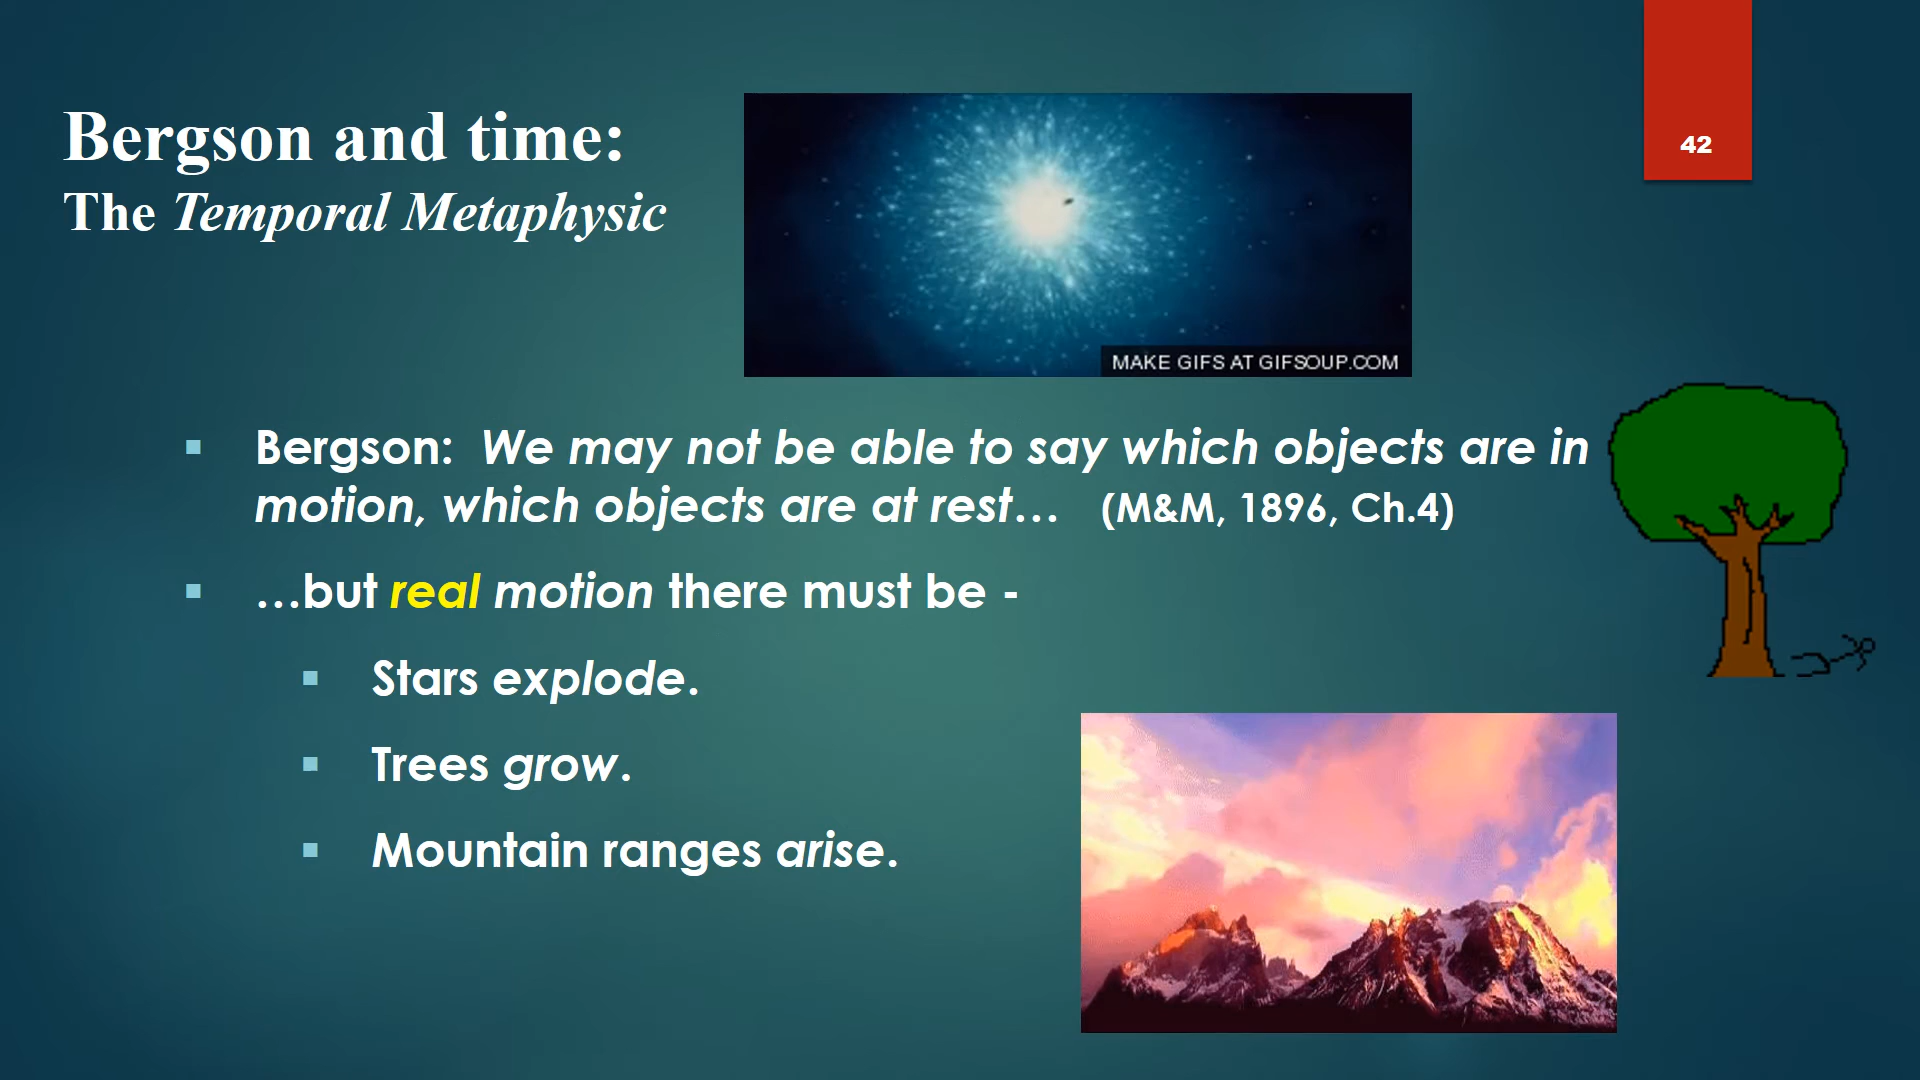 42
Bergson and time:
The Temporal Metaphysic
MAKE GIFS AT GIFSOUP.COM
Bergson: We may not be able to say which objects are in
motion, which objects are at rest… (M&M, 1896, Ch.4)
…but real motion there must be -
Stars explode.
Trees grow.
Mountain ranges arise.